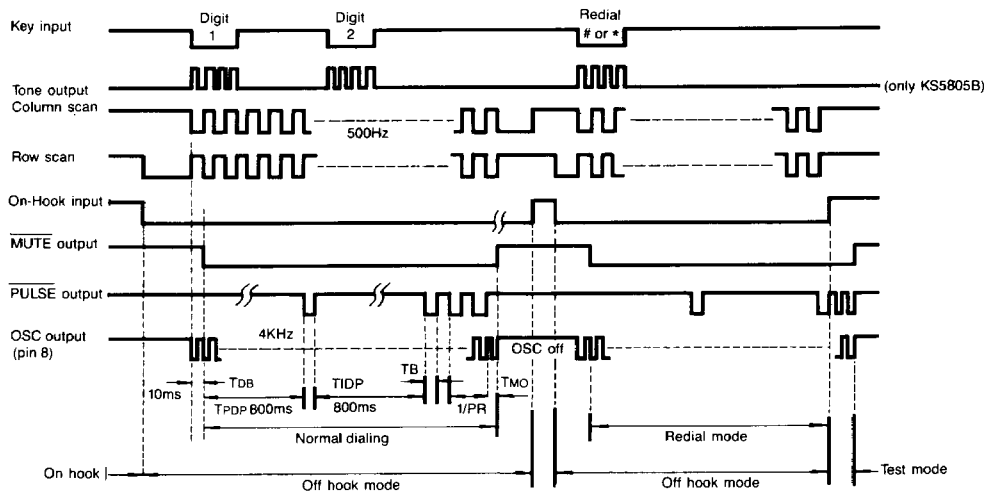 Key input
Digit
1
Digit
2
Redial
# or *
Tone output
(only KS5805B)
Column scan
500Hz
Row scan
On-Hook input
MUTE output
PULSE output
OSC output
(pin 8)
4KHz
OSC off
10ms
TDB
TPDP 800ms
TIDP
800ms
TB
1/PR
TMO
Normal dialing
Redial mode
On hook
Off hook mode
Off hook mode
Test mode